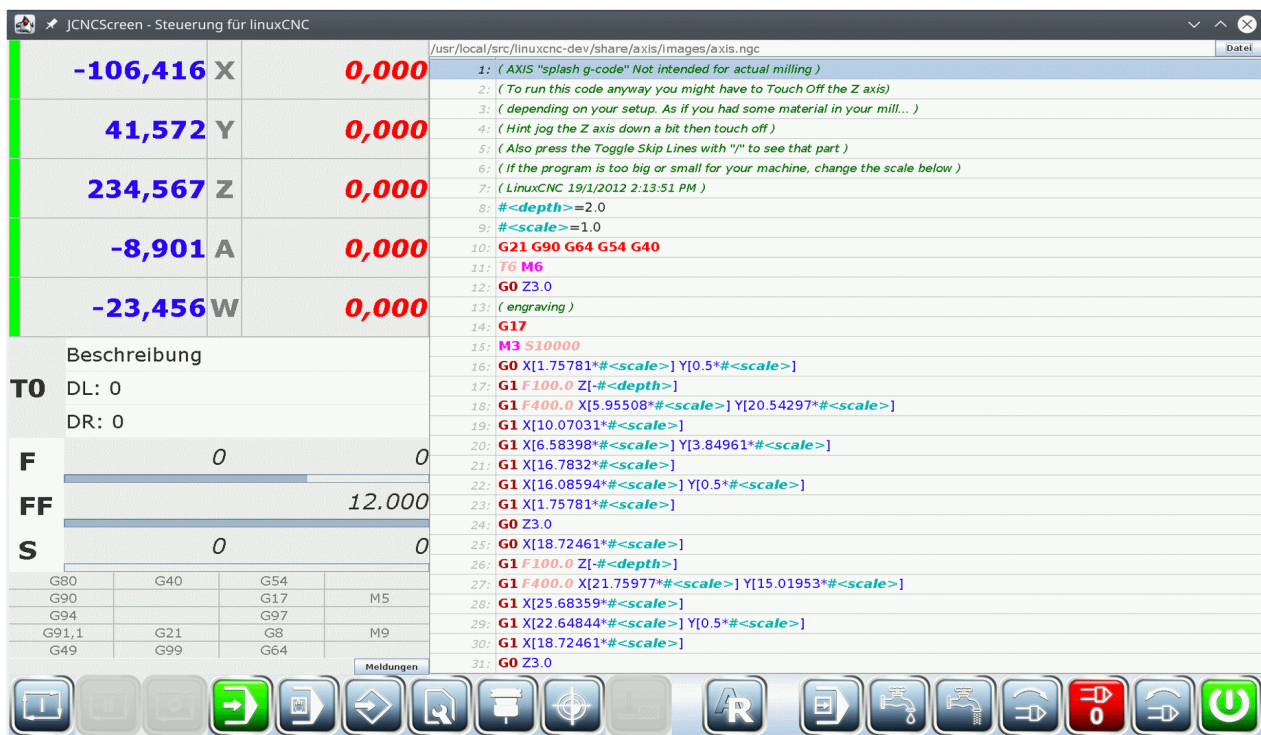 JCNCScreen - Steuerung für linuxCNC
-106,416 X 0,000
41,572 Y 0,000
234,567 Z 0,000
-8,901 A 0,000
-23,456 W 0,000
T0
Beschreibung
DL: 0
DR: 0
F 0 0
FF 12.000
S 0 0
G80 G40 G54
G90 G17 M5
G94 G97
G91,1 G21 G8 M9
G49 G99 G64
Meldungen
/usr/local/src/linuxcnc-dev/share/axis/images/axis.ngc Datei
1: ( AXIS "splash g-code" Not intended for actual milling )
2: ( To run this code anyway you might have to Touch Off the Z axis)
3: ( depending on your setup. As if you had some material in your mill... )
4: ( Hint jog the Z axis down a bit then touch off )
5: ( Also press the Toggle Skip Lines with "/" to see that part )
6: ( If the program is too big or small for your machine, change the scale below )
7: ( LinuxCNC 19/1/2012 2:13:51 PM )
8: #<depth>=2.0
9: #<scale>=1.0
10: G21 G90 G64 G54 G40
11: T6 M6
12: G0 Z3.0
13: ( engraving )
14: G17
15: M3 S10000
16: G0 X[1.75781*#<scale>] Y[0.5*#<scale>]
17: G1 F100.0 Z[-#<depth>]
18: G1 F400.0 X[5.95508*#<scale>] Y[20.54297*#<scale>]
19: G1 X[10.07031*#<scale>]
20: G1 X[6.58398*#<scale>] Y[3.84961*#<scale>]
21: G1 X[16.7832*#<scale>]
22: G1 X[16.08594*#<scale>] Y[0.5*#<scale>]
23: G1 X[1.75781*#<scale>]
24: G0 Z3.0
25: G0 X[18.72461*#<scale>]
26: G1 F100.0 Z[-#<depth>]
27: G1 F400.0 X[21.75977*#<scale>] Y[15.01953*#<scale>]
28: G1 X[25.68359*#<scale>]
29: G1 X[22.64844*#<scale>] Y[0.5*#<scale>]
30: G1 X[18.72461*#<scale>]
31: G0 Z3.0
AR
0